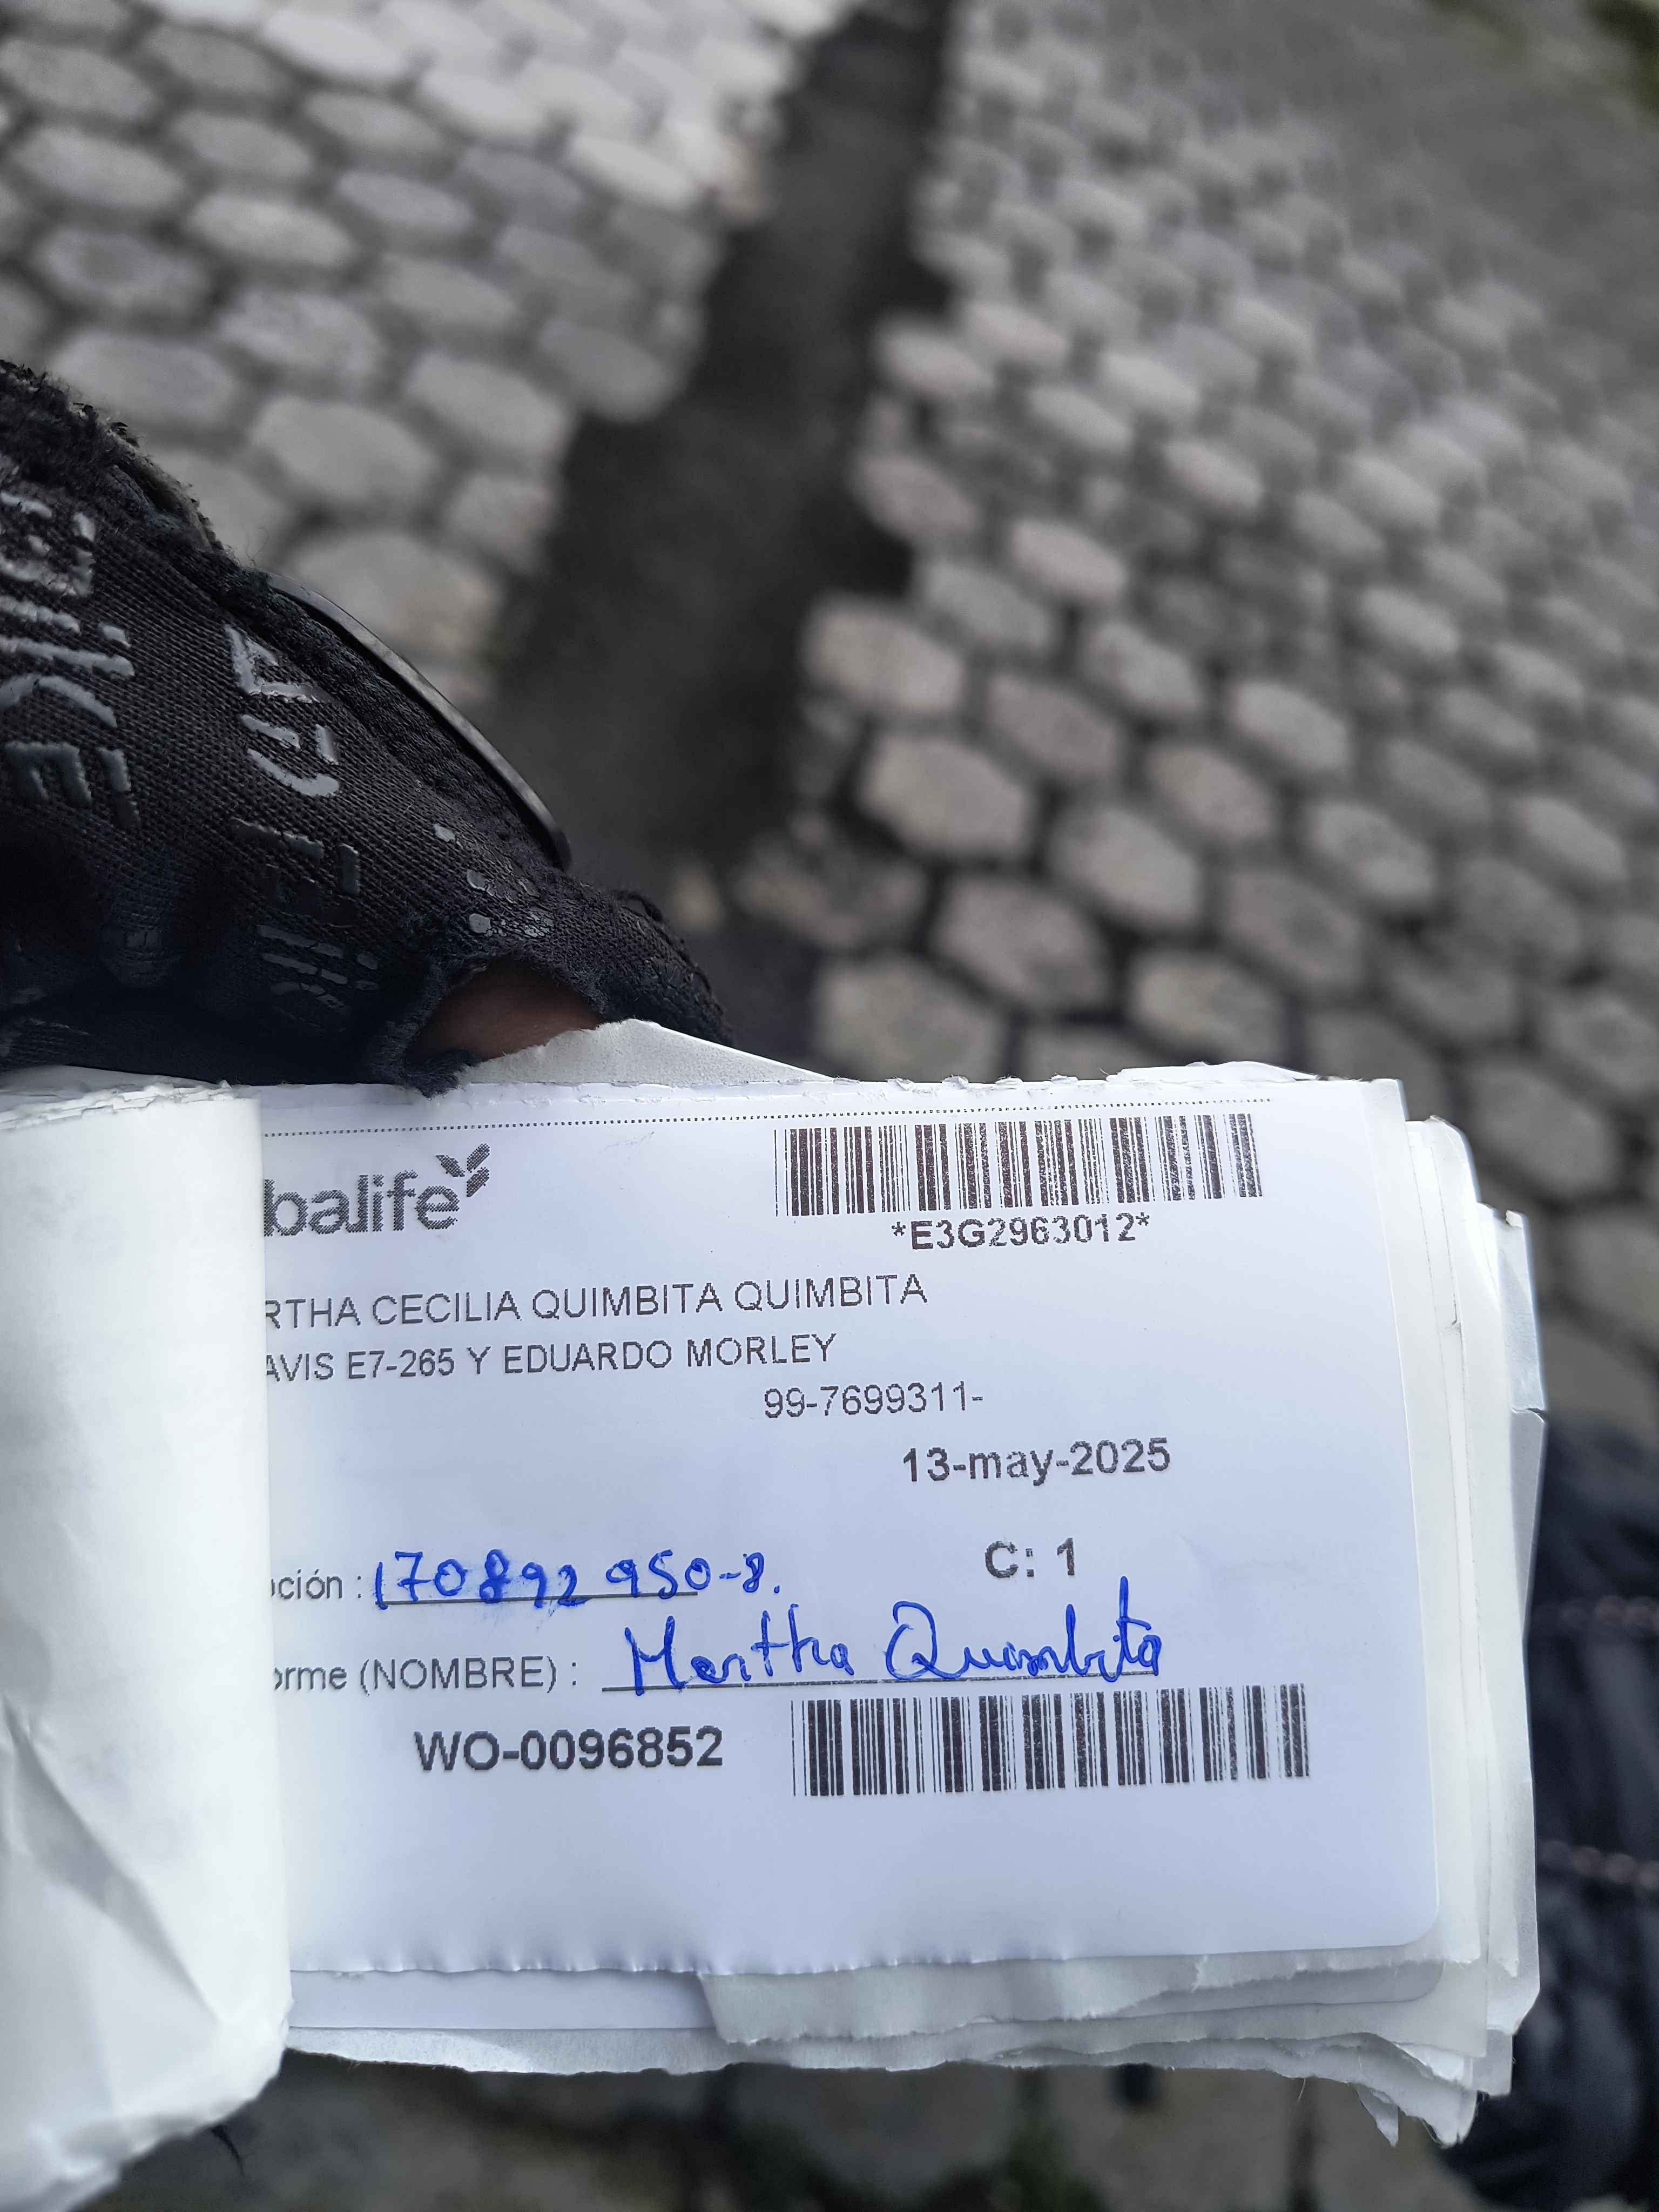 balife
*E3G2963012*
RTHA CECILIA QUIMBITA QUIMBITA
AVIS E7-265 Y EDUARDO MORLEY
99-7699311-
13-may-2025
C: 1
ción : 170892950-8.
orme (NOMBRE) : Martha Quimbita
WO-0096852